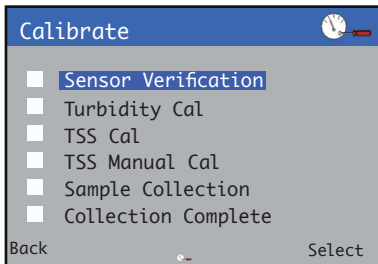 Calibrate
Sensor Verification
Turbidity Cal
TSS Cal
TSS Manual Cal
Sample Collection
Collection Complete
Back Select